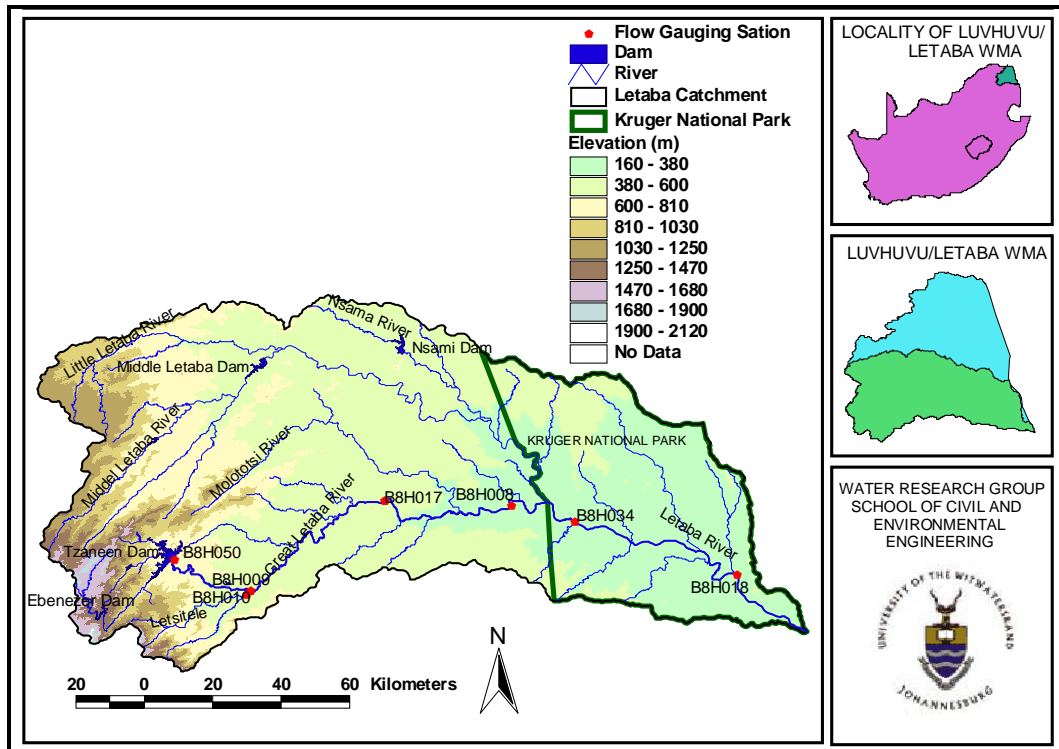 Flow Gauging Sation
Dam
River
Letaba Catchment
Kruger National Park
Elevation (m)
160 - 380
380 - 600
600 - 810
810 - 1030
1030 - 1250
1250 - 1470
1470 - 1680
1680 - 1900
1900 - 2120
No Data
Little Letaba River
Nsama River
Nsami Dam
Middle Letaba Dam
Middel Letaba River
Molototsi River
KRUGER NATIONAL PARK
B8H017
B8H008
B8H034
Great Letaba River
Letaba River
Tzaneen Dam
B8H050
B8H009
B8H010
B8H018
Ebenezer Dam
Letsitele
N
20 0 20 40 60 Kilometers
LOCALITY OF LUVHUVU/
LETABA WMA
LUVHUVU/LETABA WMA
WATER RESEARCH GROUP
SCHOOL OF CIVIL AND
ENVIRONMENTAL
ENGINEERING
UNIVERSITY OF THE WITWATERSRAND
JOHANNESBURG